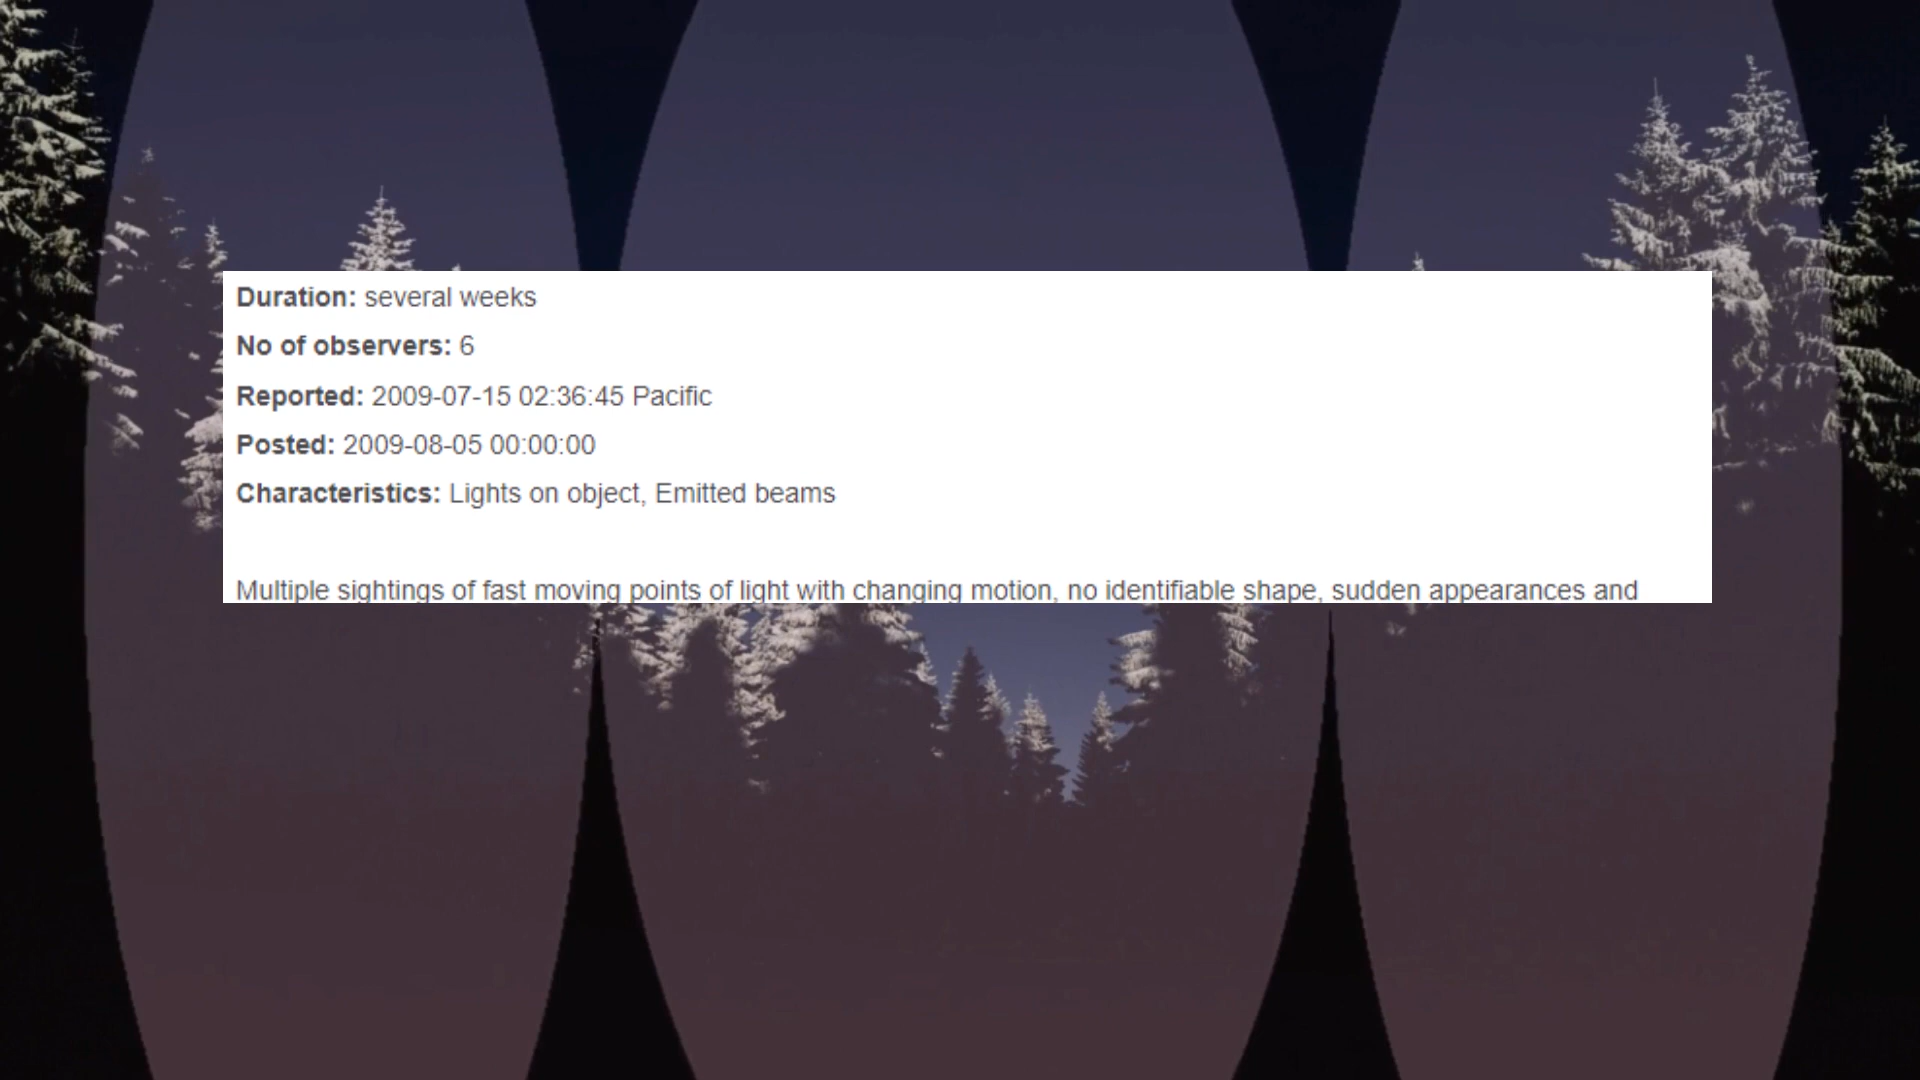 Duration: several weeks
No of observers: 6
Reported: 2009-07-15 02:36:45 Pacific
Posted: 2009-08-05 00:00:00
Characteristics: Lights on object, Emitted beams
Multiple sightings of fast moving points of light with changing motion, no identifiable shape, sudden appearances and